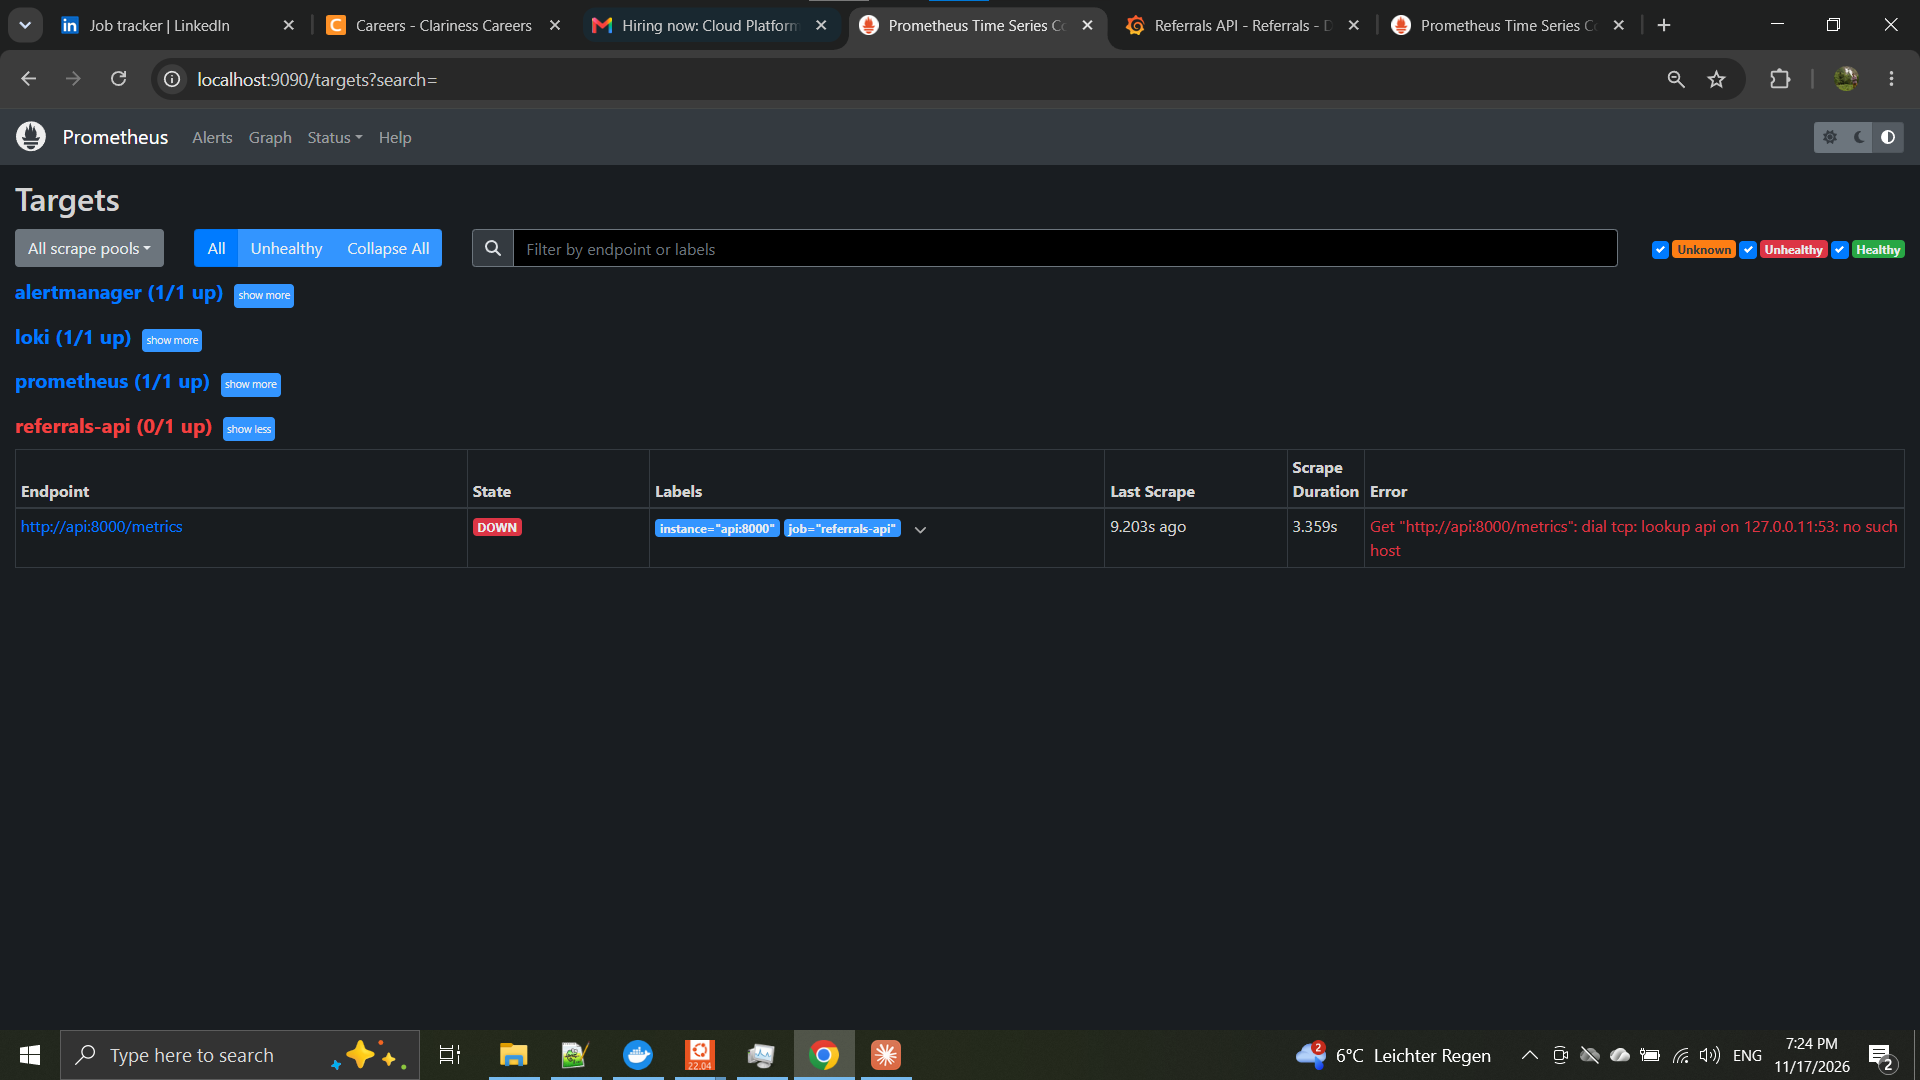 Job tracker | LinkedIn
Careers - Clariness Careers
Hiring now: Cloud Platform
Prometheus Time Series Co
Referrals API - Referrals - D
Prometheus Time Series Co
localhost:9090/targets?search=
Prometheus Alerts Graph Status Help
Targets
All scrape pools All Unhealthy Collapse All Filter by endpoint or labels Unknown Unhealthy Healthy
alertmanager (1/1 up) show more
loki (1/1 up) show more
prometheus (1/1 up) show more
referrals-api (0/1 up) show less
Endpoint State Labels Last Scrape Scrape Duration Error
http://api:8000/metrics DOWN instance="api:8000" job="referrals-api" 9.203s ago 3.359s Get "http://api:8000/metrics": dial tcp: lookup api on 127.0.0.11:53: no such
host
Type here to search
22.04
2
6°C Leichter Regen
ENG
7:24 PM
11/17/2026
2